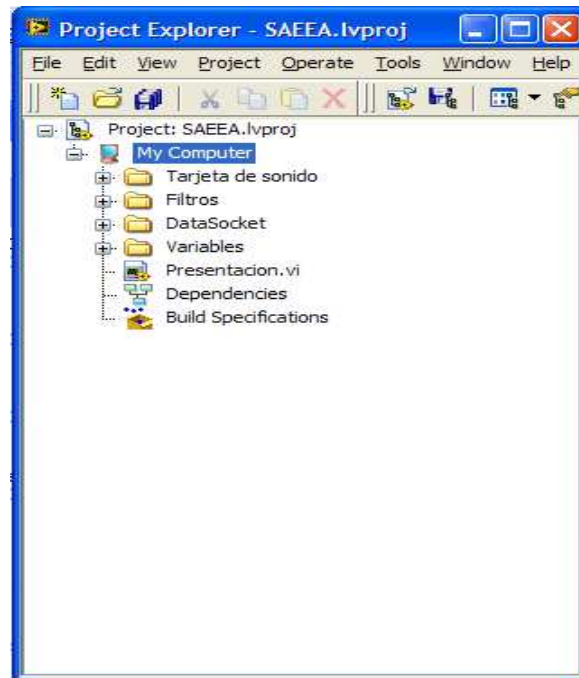 Project Explorer - SAEEA.lvproj
File Edit View Project Operate Tools Window Help
Project: SAEEA.lvproj
My Computer
Tarjeta de sonido
Filtros
DataSocket
Variables
Presentacion.vi
Dependencies
Build Specifications